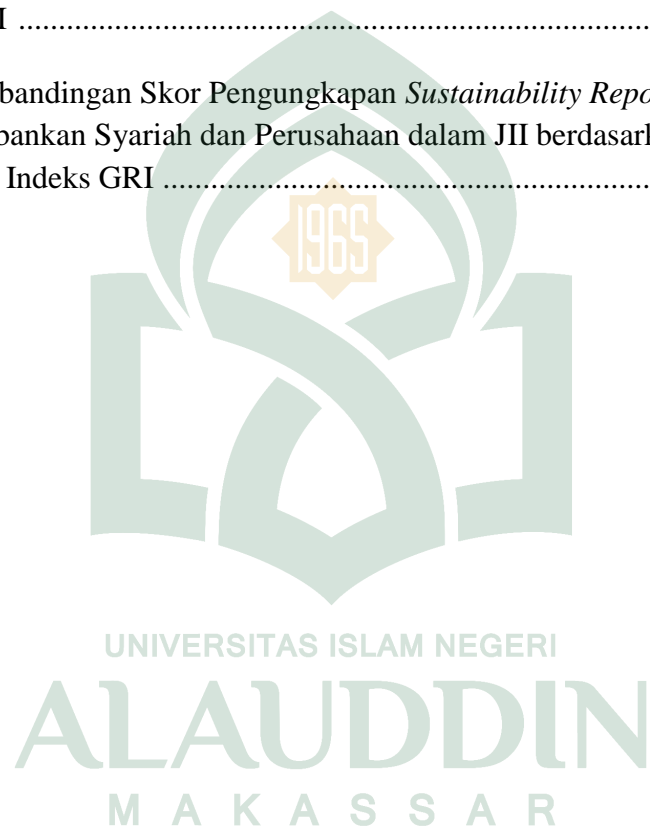 I ........................................................................................................
bandingan Skor Pengungkapan Sustainability Repo
bankan Syariah dan Perusahaan dalam JII berdasark
Indeks GRI ................................................................................
1965
UNIVERSITAS ISLAM NEGERI
ALAUDDIN
MAKASSAR